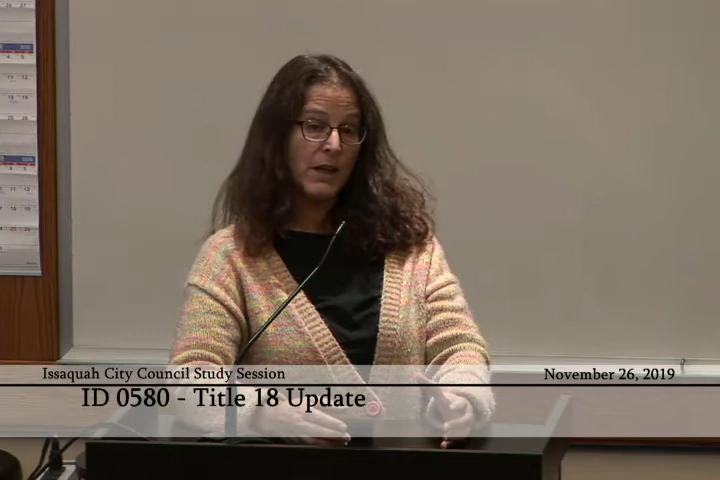 Issaquah City Council Study Session
November 26, 2019
ID 0580 - Title 18 Update